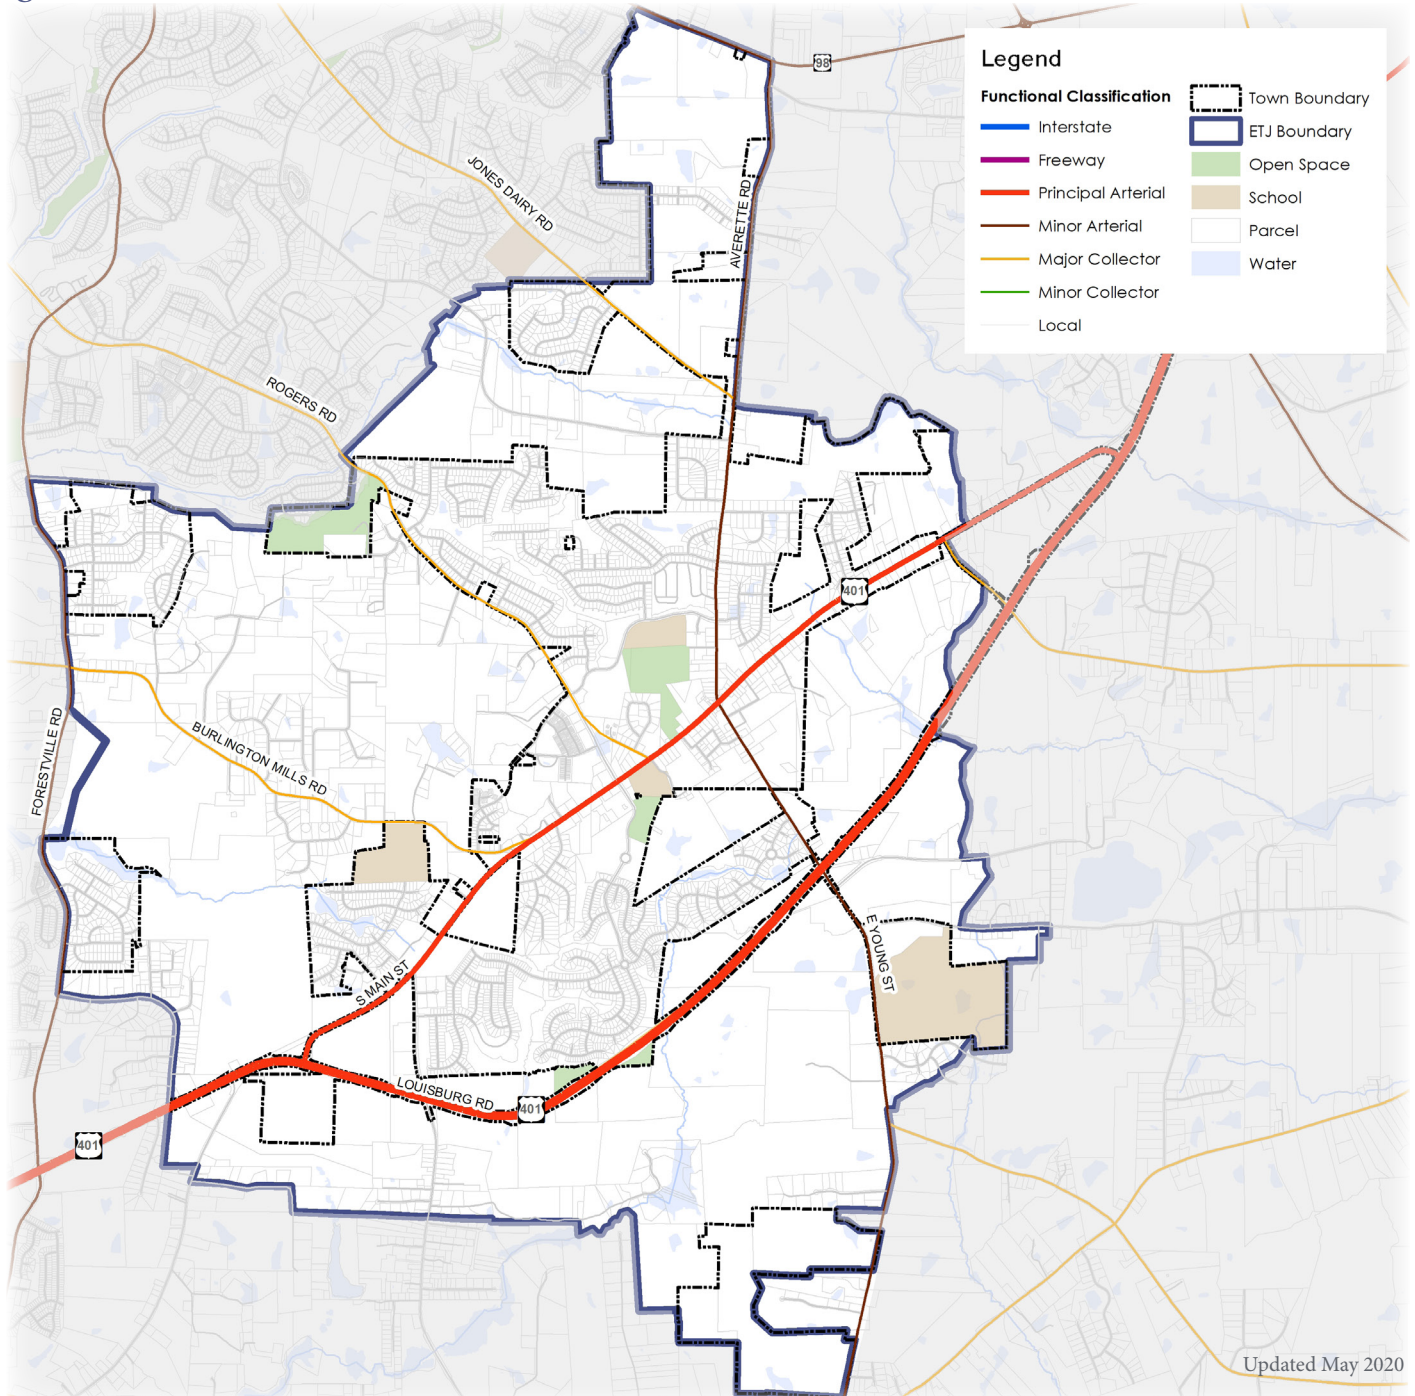 98
Legend
Functional Classification
Interstate
Freeway
Principal Arterial
Minor Arterial
Major Collector
Minor Collector
Local
Town Boundary
ETJ Boundary
Open Space
School
Parcel
Water
JONES DAIRY RD
AVERETTE RD
ROGERS RD
401
FORESTVILLE RD
BURLINGTON MILLS RD
E YOUNG ST
S MAIN ST
LOUISBURG RD
401
401
Updated May 2020